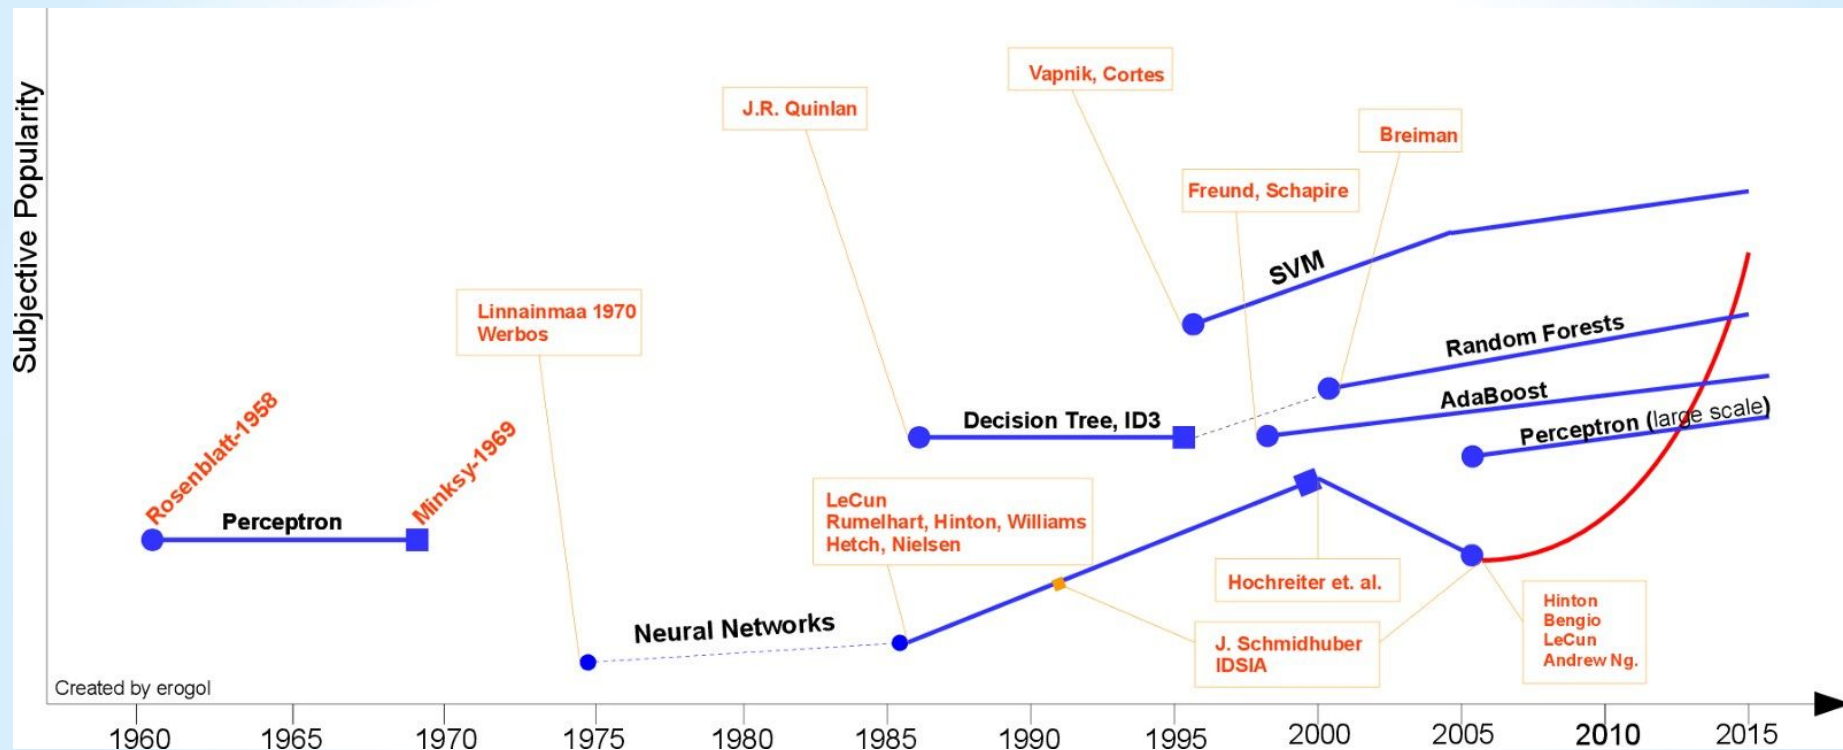 Subjective Popularity
Vapnik, Cortes
J.R. Quinlan
Breiman
Freund, Schapire
SVM
Linnainmaa 1970
Werbos
Random Forests
AdaBoost
Decision Tree, ID3
Perceptron (large scale)
Rosenblatt-1958
Minksy-1969
Perceptron
LeCun
Rumelhart, Hinton, Williams
Hetch, Nielsen
Hochreiter et. al.
Neural Networks
J. Schmidhuber
IDSIA
Hinton
Bengio
LeCun
Andrew Ng.
Created by erogol
1960 1965 1970 1975 1980 1985 1990 1995 2000 2005 2010 2015